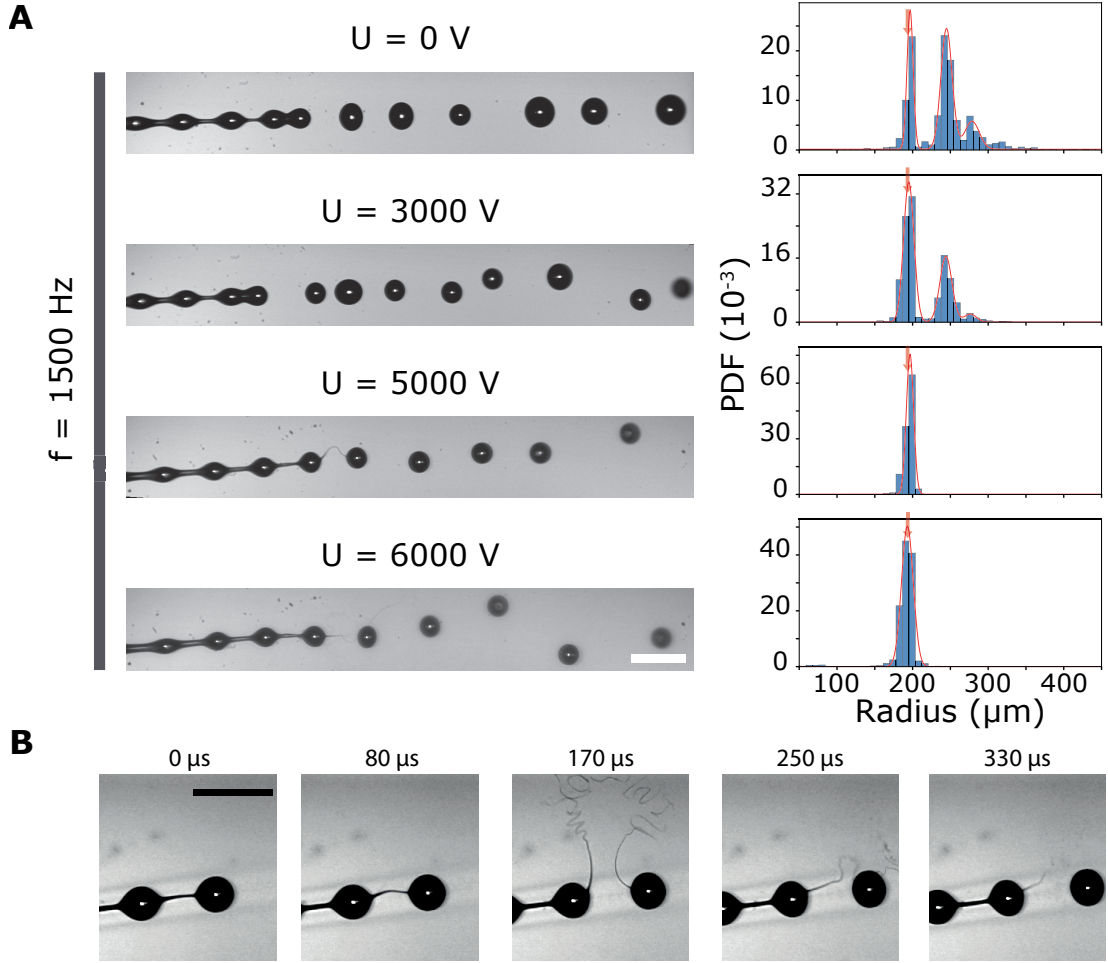 A
U = 0 V
U = 3000 V
U = 5000 V
U = 6000 V
f = 1500 Hz
PDF (10⁻³)
20
10
0
32
16
0
60
30
0
40
20
0
100 200 300 400
Radius (µm)
B
0 µs 80 µs 170 µs 250 µs 330 µs